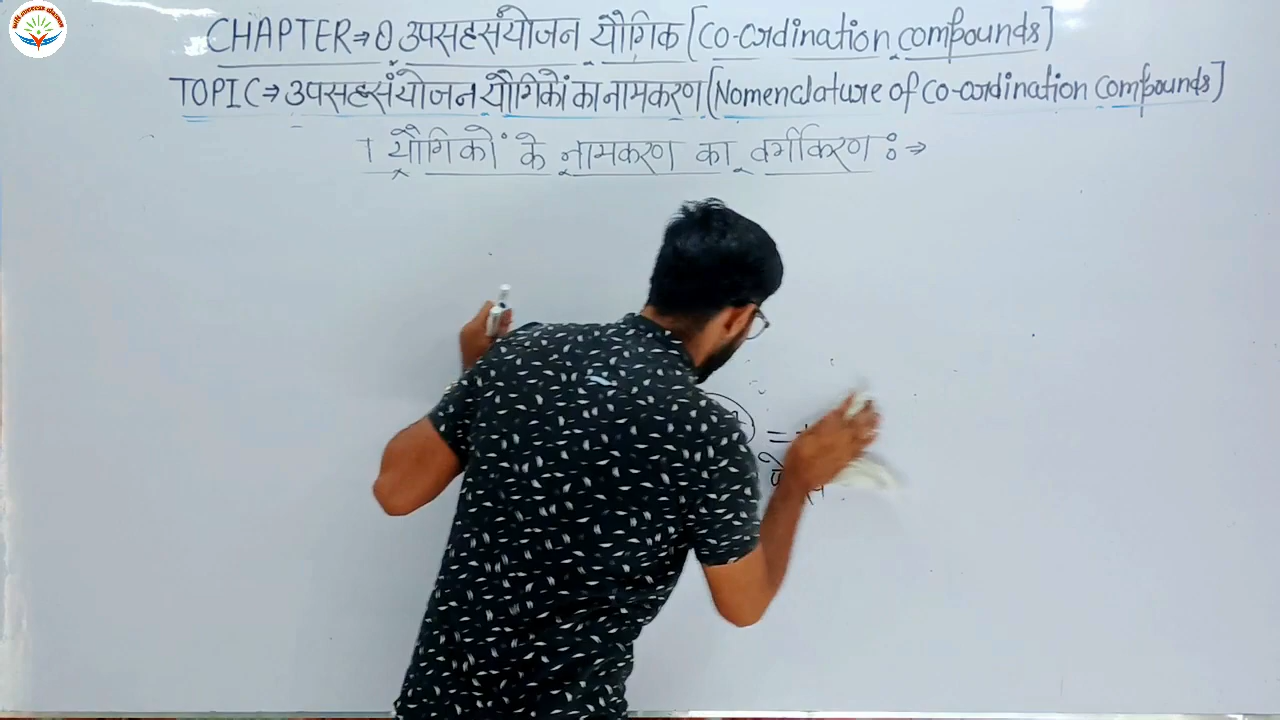 CHAPTER⇒ 0 उपसहसंयोजन यौगिक [Co-ordination compounds]
TOPIC⇒ उपसहसंयोजन यौगिकों का नामकरण [Nomenclature of co-ordination compounds]
यौगिकों के नामकरण का वर्गीकरण :⇒
=